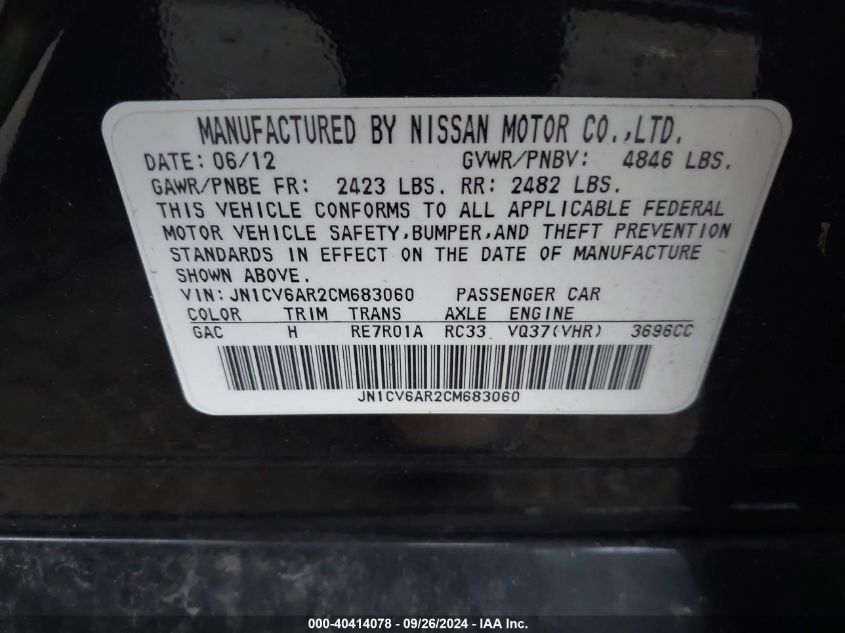 MANUFACTURED BY NISSAN MOTOR CO.,LTD.
DATE: 06/12 GVWR/PNBV: 4846 LBS.
GAWR/PNBE FR: 2423 LBS. RR: 2482 LBS.
THIS VEHICLE CONFORMS TO ALL APPLICABLE FEDERAL
MOTOR VEHICLE SAFETY,BUMPER,AND THEFT PREVENTION
STANDARDS IN EFFECT ON THE DATE OF MANUFACTURE
SHOWN ABOVE.
VIN: JN1CV6AR2CM683060 PASSENGER CAR
COLOR TRIM TRANS AXLE ENGINE
GAC H RE7R01A RC33 VQ37(VHR) 3696CC
JN1CV6AR2CM683060
000-40414078 - 09/26/2024 - IAA Inc.